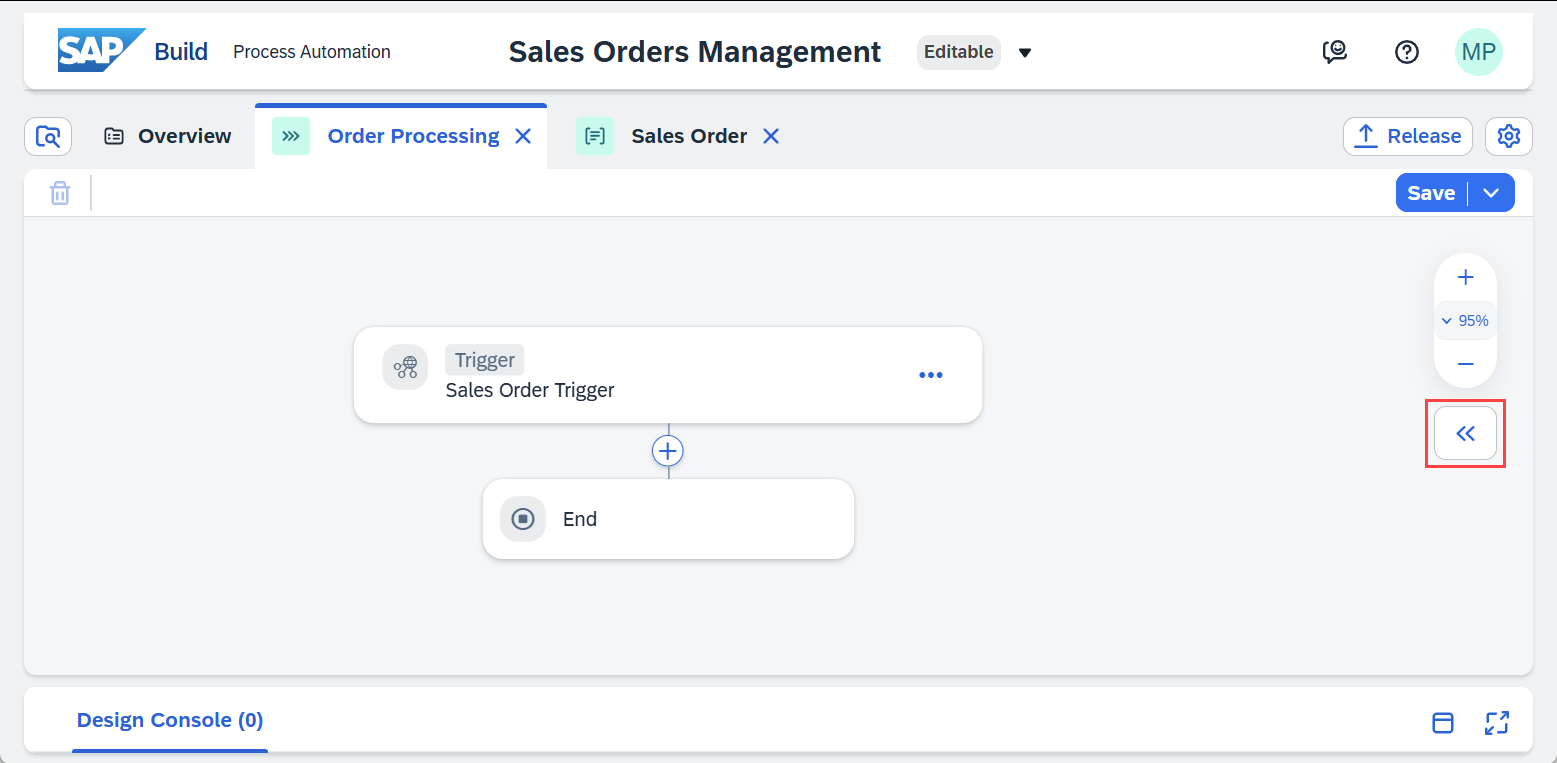 SAP Build Process Automation Sales Orders Management Editable MP
Overview Order Processing Sales Order Release
Save
95%
Trigger
Sales Order Trigger
End
Design Console (0)